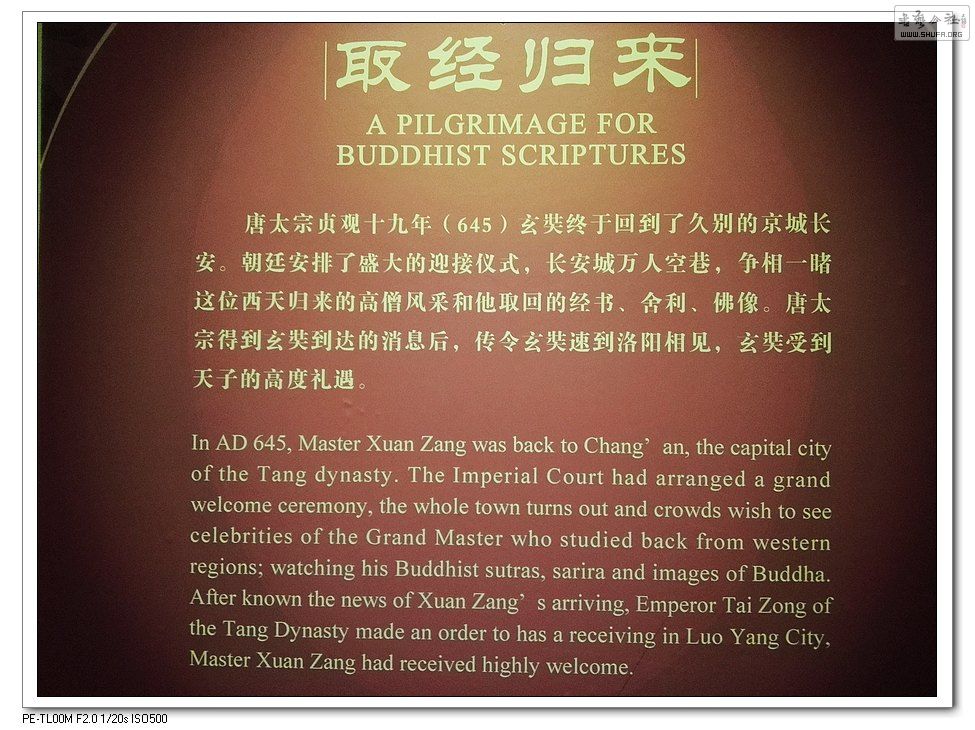 取经归来
A PILGRIMAGE FOR
BUDDHIST SCRIPTURES
唐太宗贞观十九年（645）玄奘终于回到了久别的京城长
安。朝廷安排了盛大的迎接仪式，长安城万人空巷，争相一睹
这位西天归来的高僧风采和他取回的经书、舍利、佛像。唐太
宗得到玄奘到达的消息后，传令玄奘速到洛阳相见，玄奘受到
天子的高度礼遇。
In AD 645, Master Xuan Zang was back to Chang’ an, the capital city
of the Tang dynasty. The Imperial Court had arranged a grand
welcome ceremony, the whole town turns out and crowds wish to see
celebrities of the Grand Master who studied back from western
regions; watching his Buddhist sutras, sarira and images of Buddha.
After known the news of Xuan Zang’ s arriving, Emperor Tai Zong of
the Tang Dynasty made an order to has a receiving in Luo Yang City,
Master Xuan Zang had received highly welcome.
WWW.SHUFA.ORG
PE-TL00M F2.0 1/20s ISO500